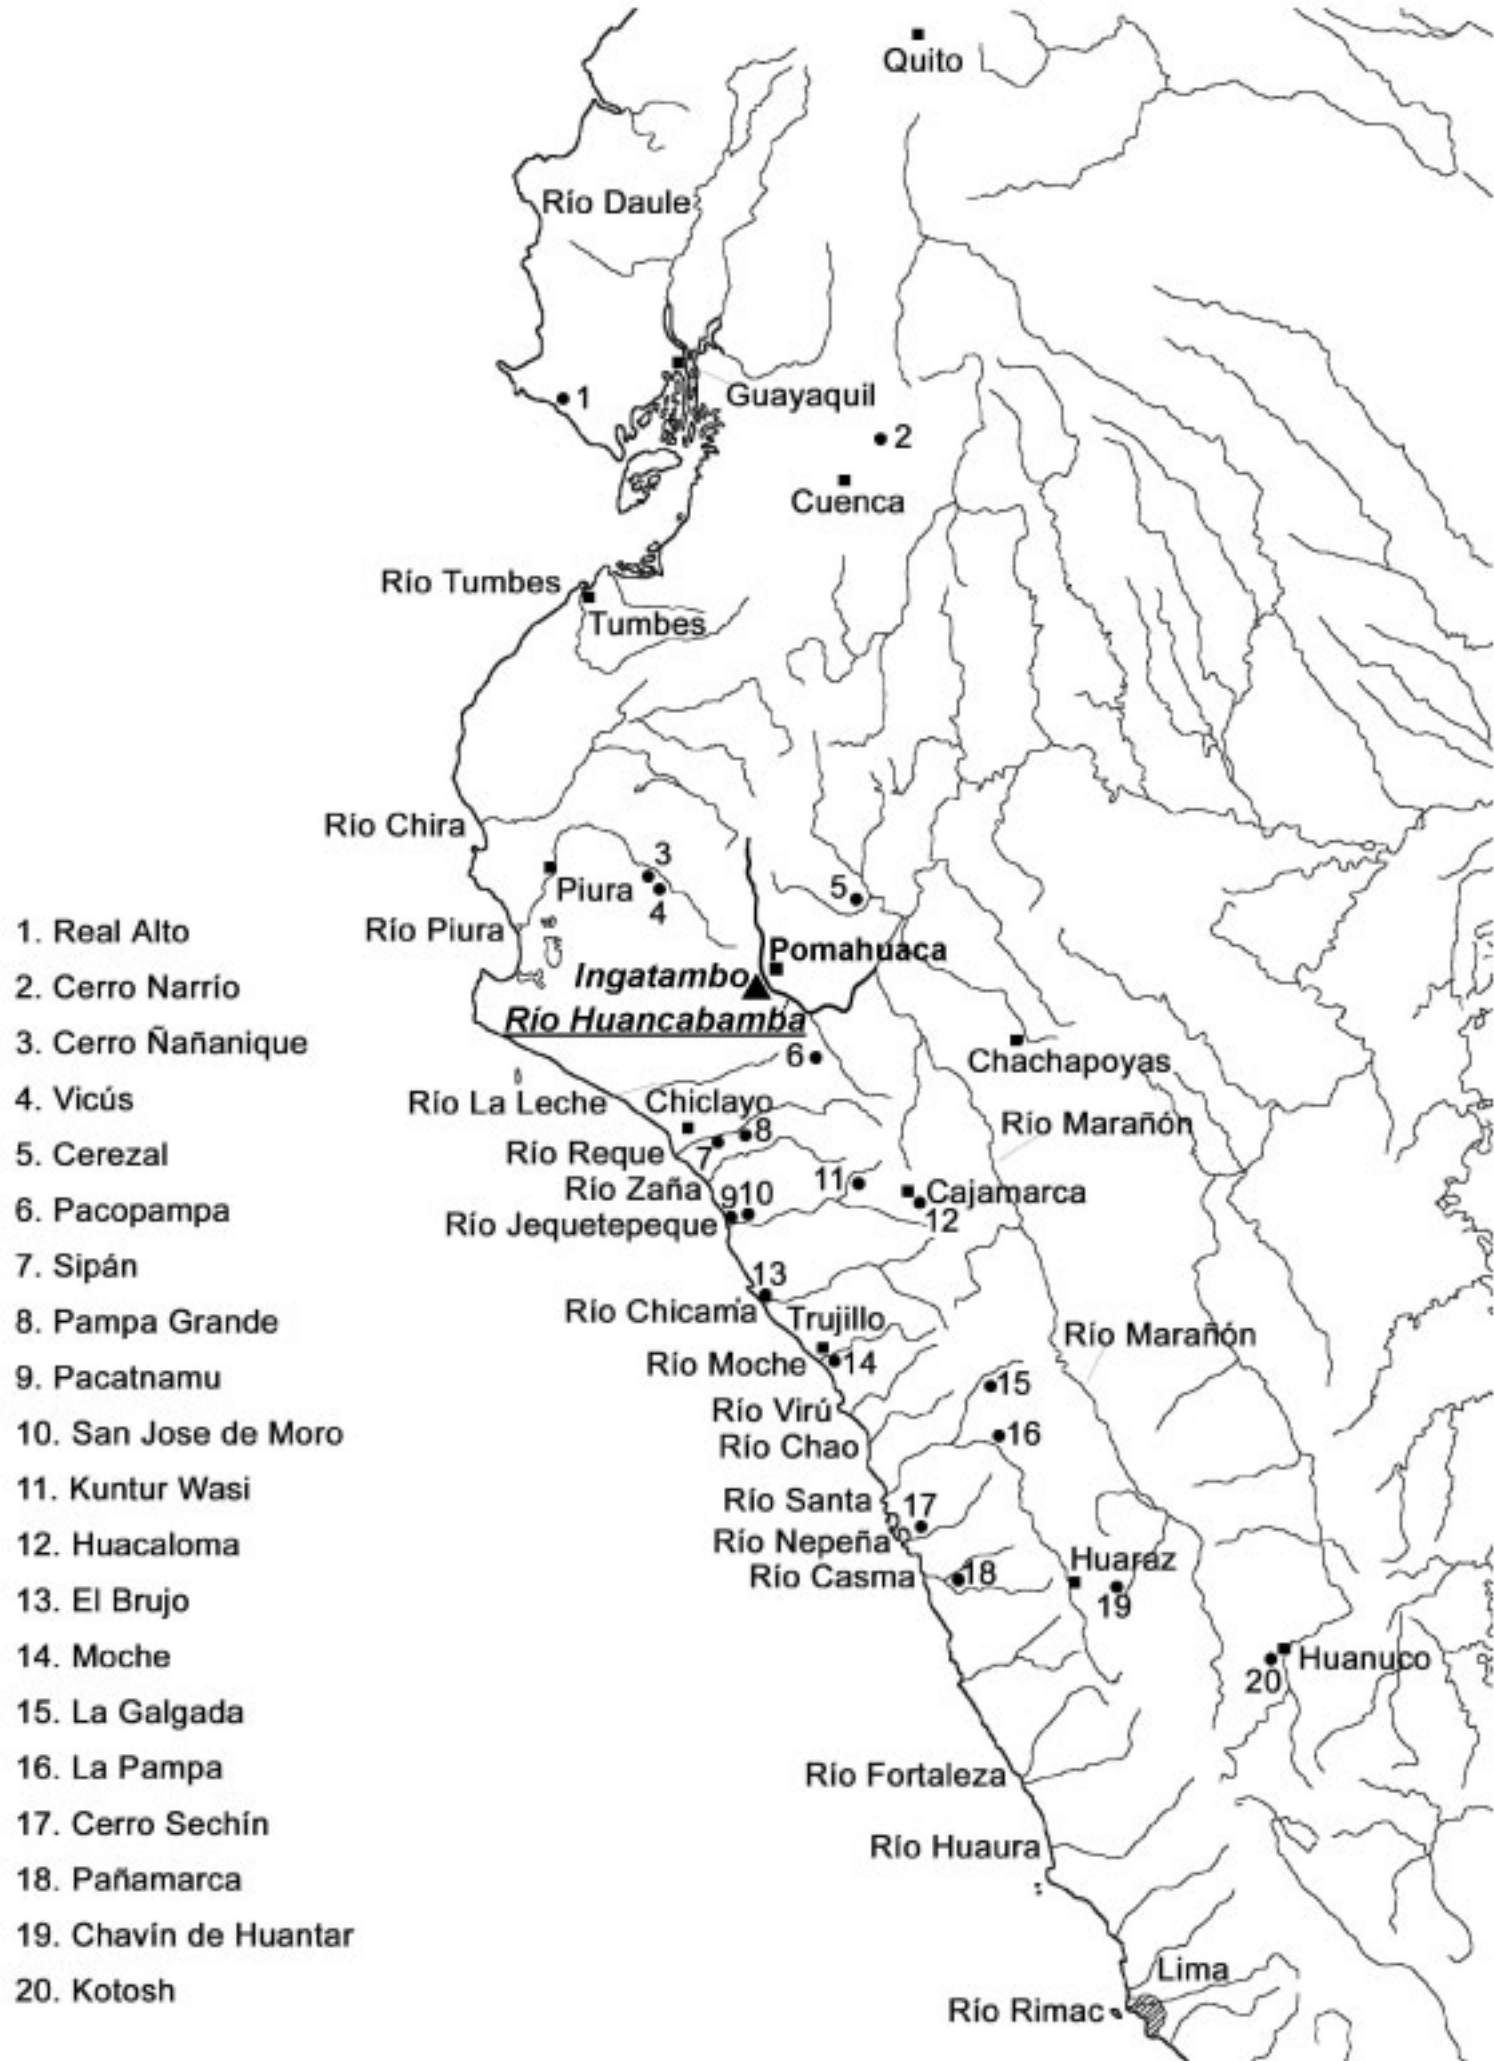 Quito
Río Daule
Guayaquil
1
2
Cuenca
Río Tumbes
Tumbes
Río Chira
3
Piura
4
5
Río Piura
Pomahuaca
Ingatambo
Río Huancabamba
6
Chachapoyas
Río La Leche
Chiclayo
Río Marañón
8
Río Reque
7
Río Zaña
11
Cajamarca
9 10
12
Río Jequetepeque
13
Río Chicama
Trujillo
Río Marañón
Río Moche
14
15
Río Virú
Río Chao
16
Río Santa
17
Río Nepeña
Huaraz
Río Casma
18
19
Huanuco
20
Río Fortaleza
Río Huaura
Lima
Río Rimac
1. Real Alto
2. Cerro Narrío
3. Cerro Ñañanique
4. Vicús
5. Cerezal
6. Pacopampa
7. Sipán
8. Pampa Grande
9. Pacatnamu
10. San Jose de Moro
11. Kuntur Wasi
12. Huacaloma
13. El Brujo
14. Moche
15. La Galgada
16. La Pampa
17. Cerro Sechín
18. Pañamarca
19. Chavín de Huantar
20. Kotosh